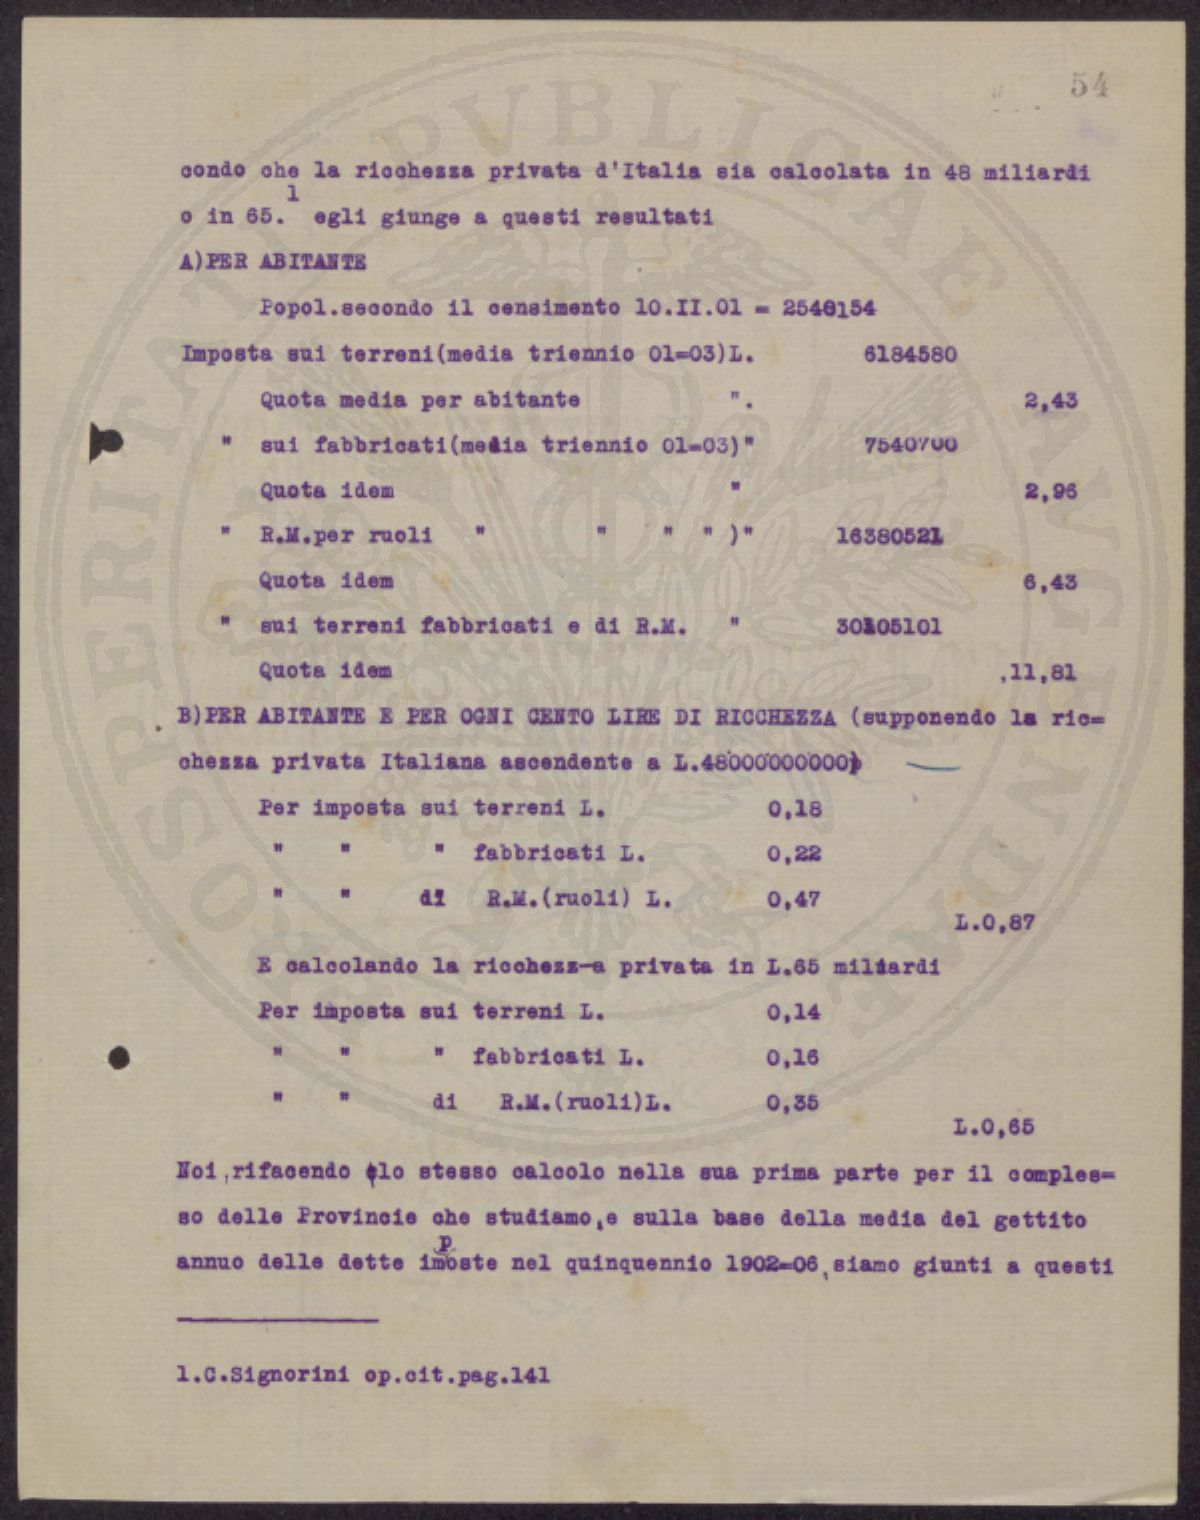 54
PROSPERITATI PVBLICAE AVGENDAE
condo che la ricchezza privata d'Italia sia calcolata in 48 miliardi
o in 65.1 egli giunge a questi resultati
A)PER ABITANTE
Popol.secondo il censimento 10.II.01 = 2548154
Imposta sui terreni(media triennio 01=03)L. 6184580
Quota media per abitante ". 2,43
" sui fabbricati(media triennio 01=03)" 7540700
Quota idem " 2,96
" R.M.per ruoli " " " " )" 16380521
Quota idem 6,43
" sui terreni fabbricati e di R.M. " 30105101
Quota idem ,11,81
B)PER ABITANTE E PER OGNI CENTO LIRE DI RICCHEZZA (supponendo la ric=
chezza privata Italiana ascendente a L.48000000000)
Per imposta sui terreni L. 0,18
" " " fabbricati L. 0,22
" " di R.M.(ruoli) L. 0,47
L.0,87
E calcolando la ricchezz-a privata in L.65 miliardi
Per imposta sui terreni L. 0,14
" " " fabbricati L. 0,16
" " di R.M.(ruoli)L. 0,35
L.0,65
Noi,rifacendo lo stesso calcolo nella sua prima parte per il comples=
so delle Provincie che studiamo,e sulla base della media del gettito
annuo delle dette imposte nel quinquennio 1902=06,siamo giunti a questi
1.C.Signorini op.cit.pag.141